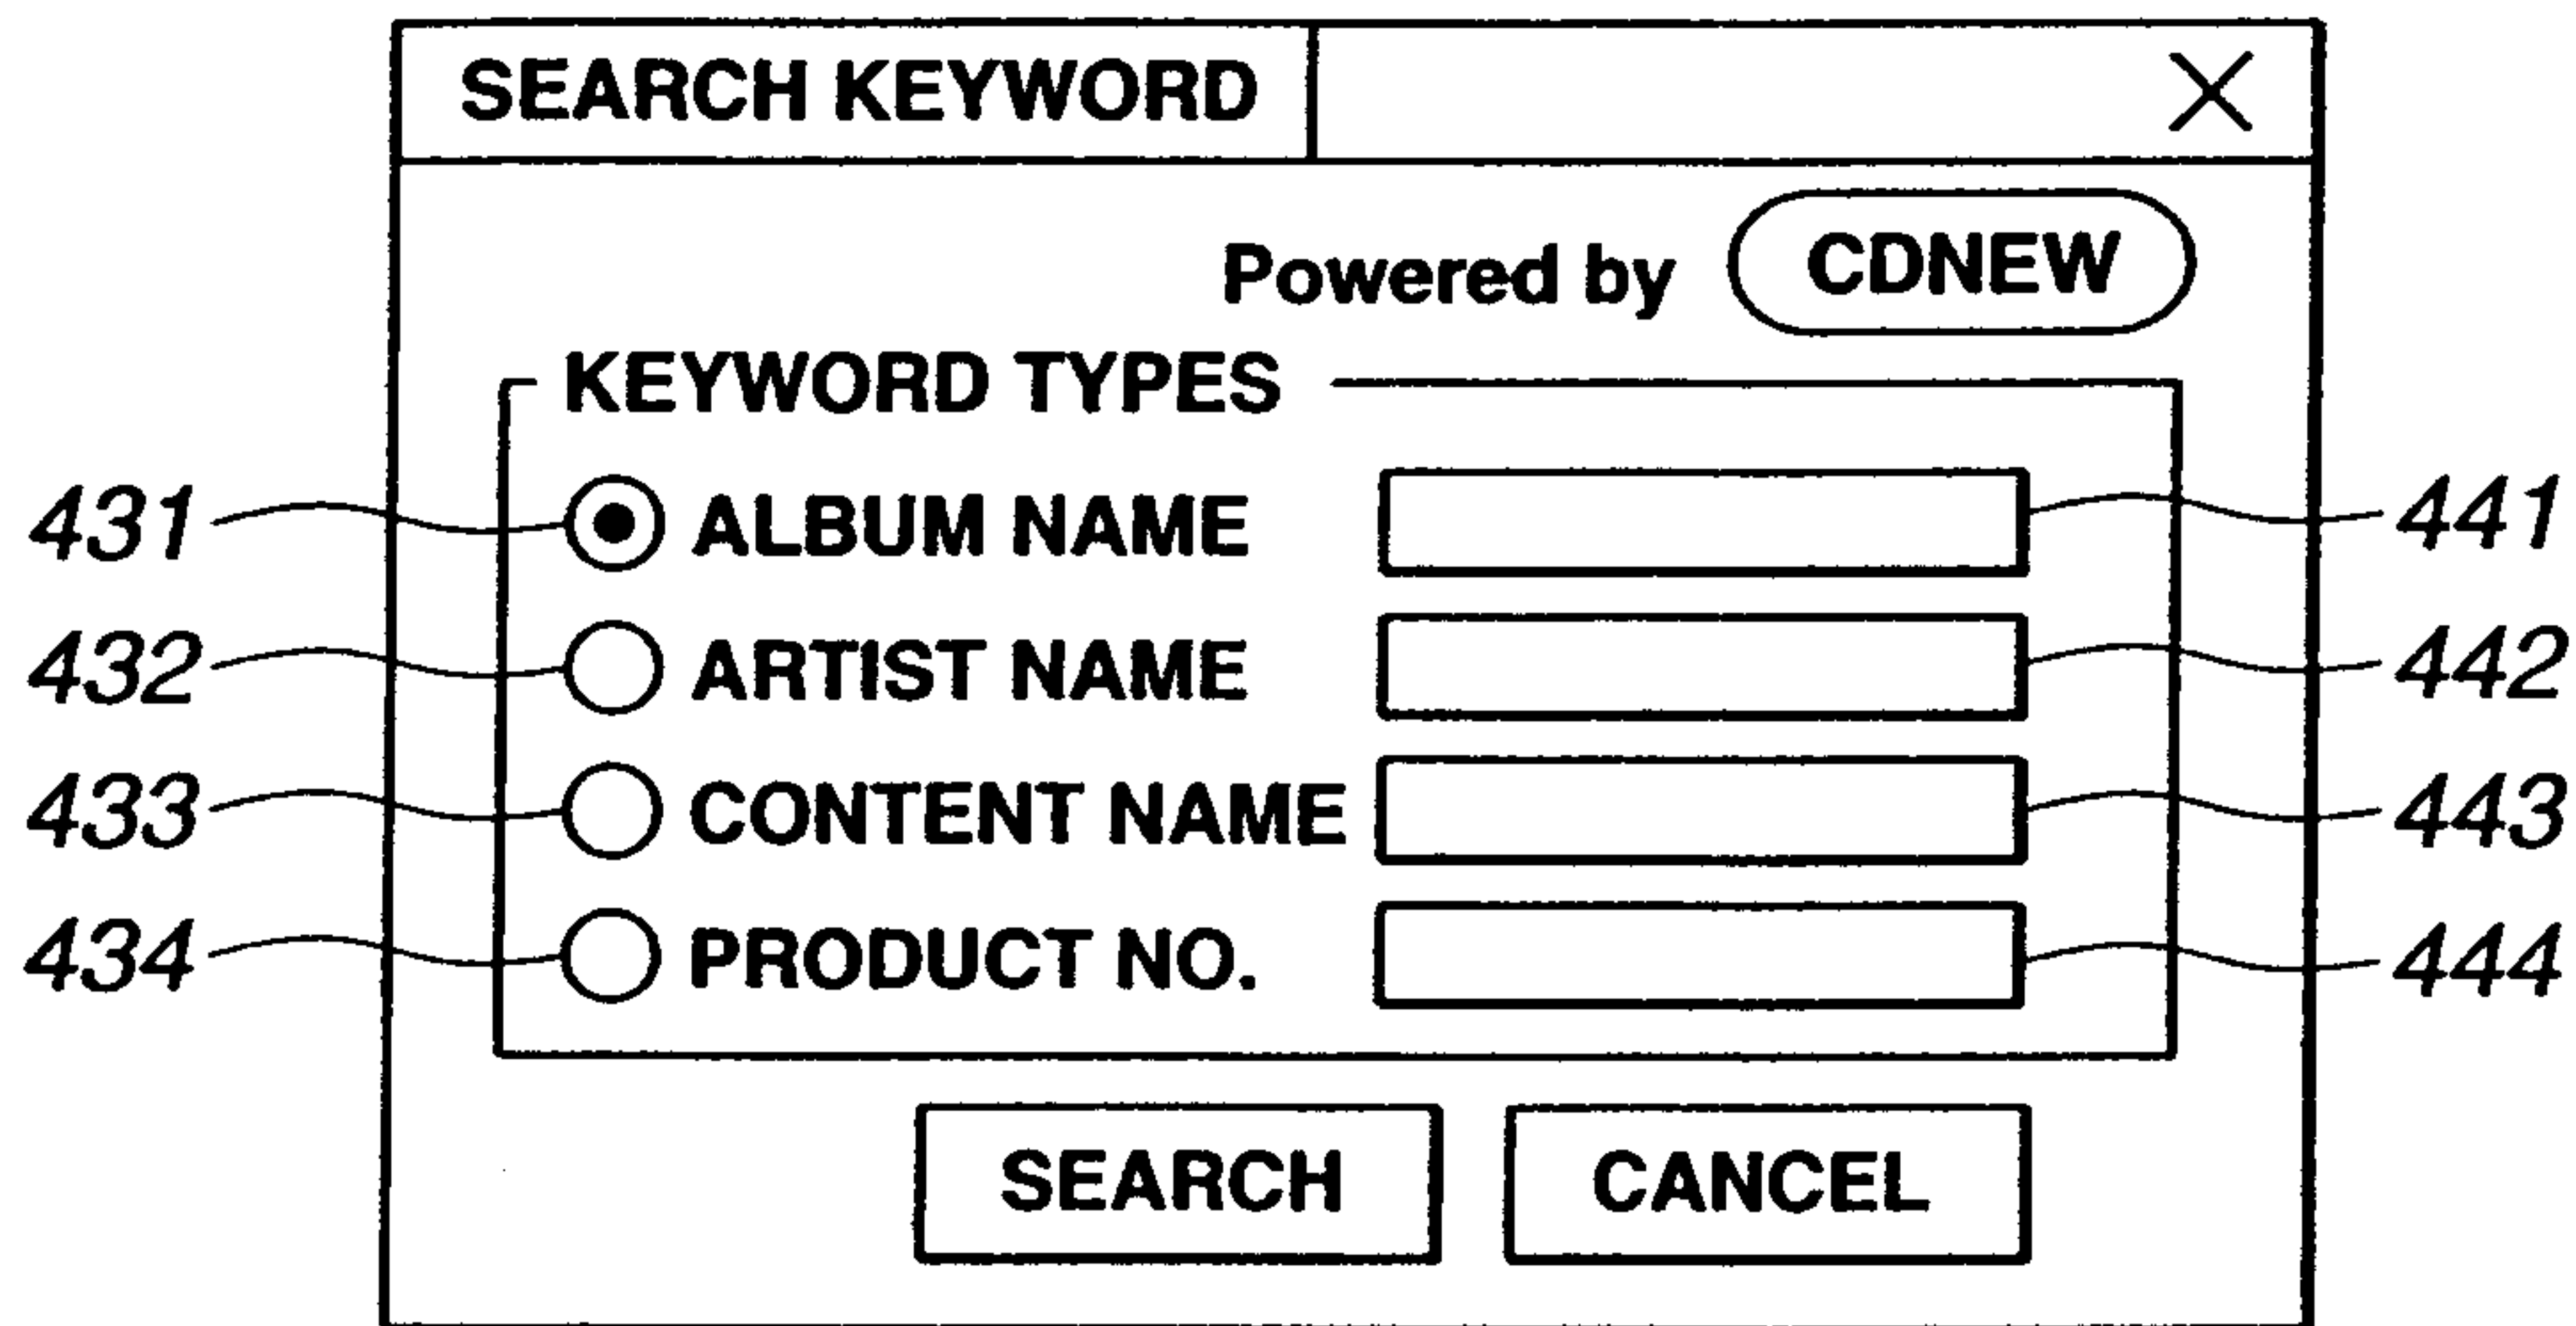 SEARCH KEYWORD
Powered by CDNEW
KEYWORD TYPES
431 ALBUM NAME 441
432 ARTIST NAME 442
433 CONTENT NAME 443
434 PRODUCT NO. 444
SEARCH CANCEL